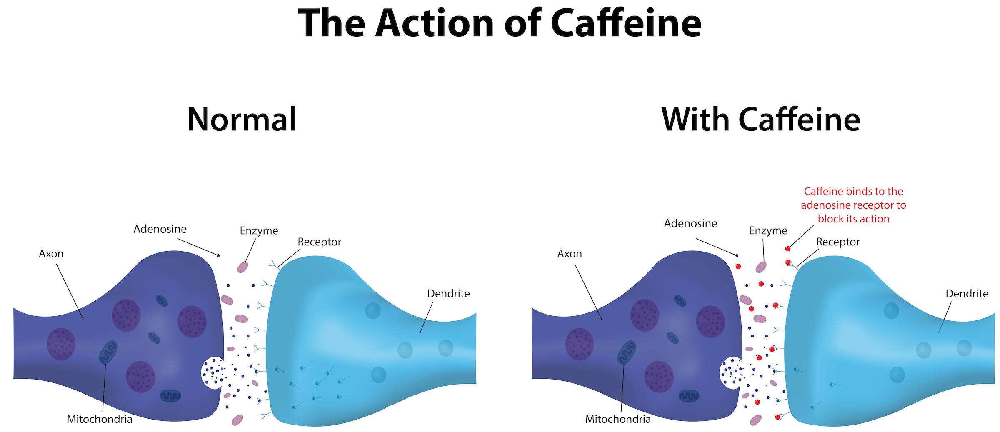 The Action of Caffeine
Normal
With Caffeine
Adenosine
Enzyme
Receptor
Axon
Dendrite
Mitochondria
Caffeine binds to the
adenosine receptor to
block its action
Adenosine
Enzyme
Receptor
Axon
Dendrite
Mitochondria